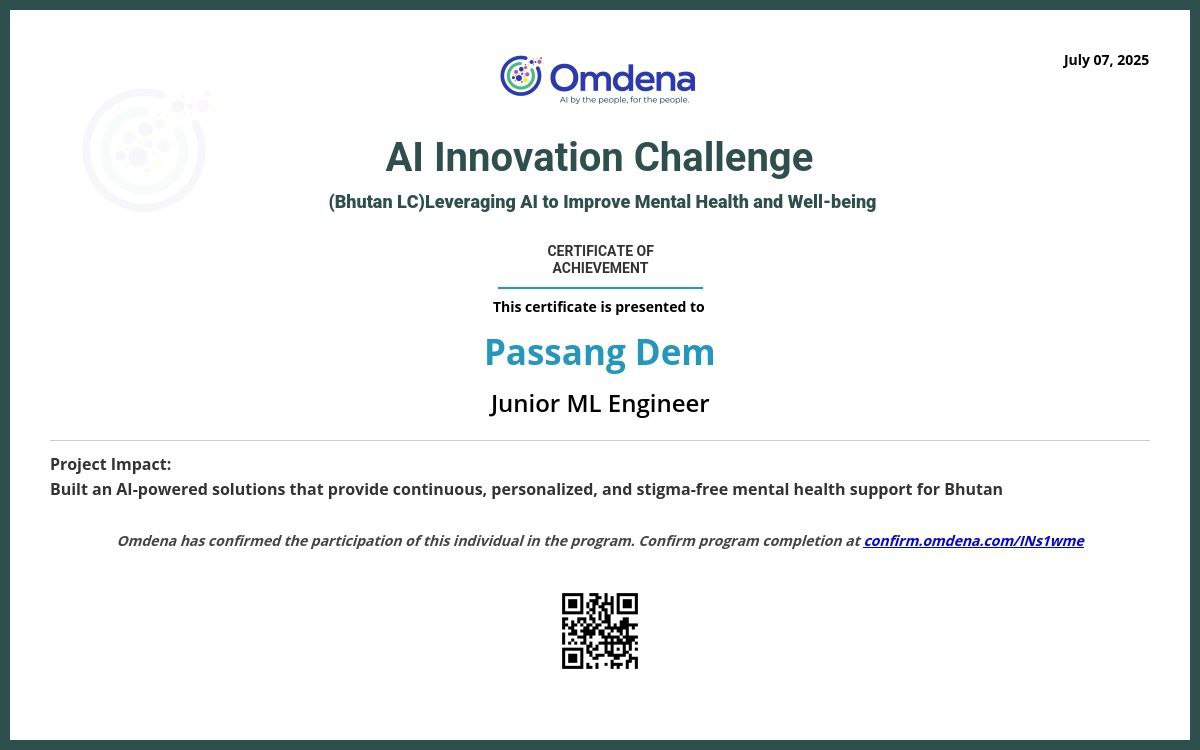 July 07, 2025
Omdena
AI by the people, for the people.
AI Innovation Challenge
(Bhutan LC)Leveraging AI to Improve Mental Health and Well-being
CERTIFICATE OF
ACHIEVEMENT
This certificate is presented to
Passang Dem
Junior ML Engineer
Project Impact:
Built an AI-powered solutions that provide continuous, personalized, and stigma-free mental health support for Bhutan
Omdena has confirmed the participation of this individual in the program. Confirm program completion at confirm.omdena.com/INs1wme